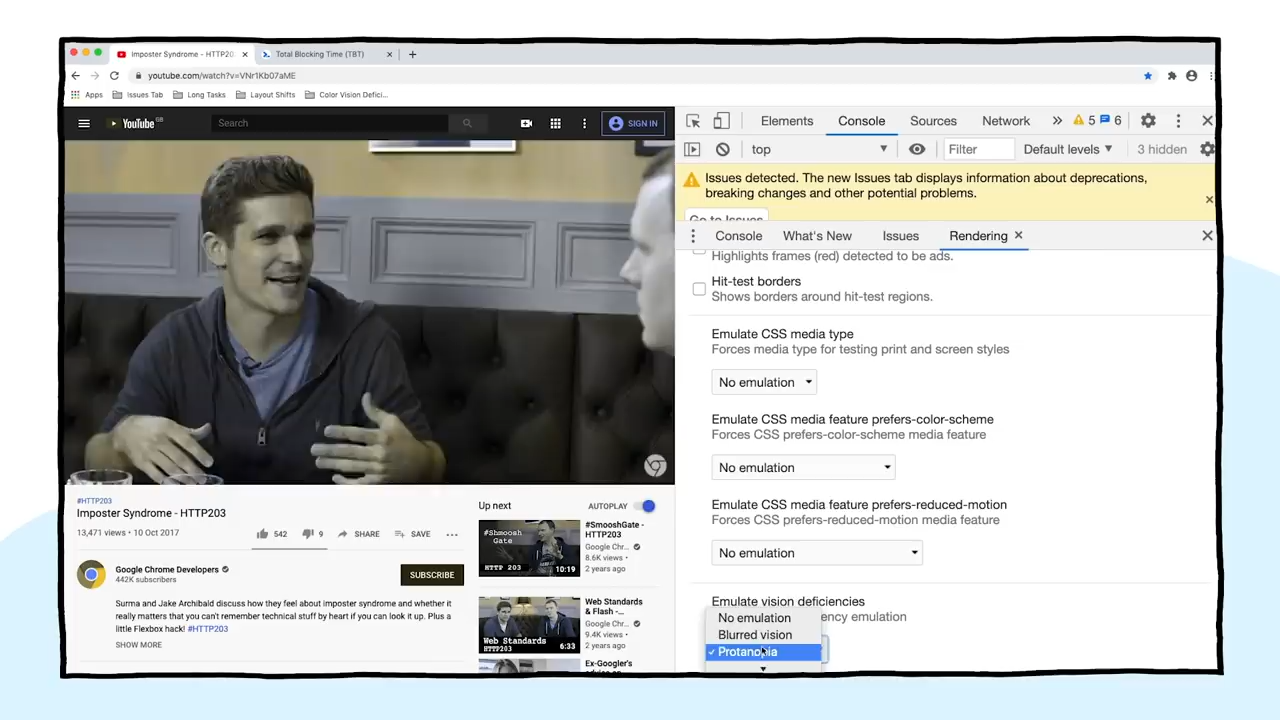 Imposter Syndrome - HTTP20
Total Blocking Time (TBT)
youtube.com/watch?v=VNr1Kb07aME
Apps
Issues Tab
Long Tasks
Layout Shifts
Color Vision Defici...
YouTube GB
Search
SIGN IN
#HTTP203
Imposter Syndrome - HTTP203
13,471 views • 10 Oct 2017
542
9
SHARE
SAVE
Google Chrome Developers
442K subscribers
SUBSCRIBE
Surma and Jake Archibald discuss how they feel about imposter syndrome and whether it
really matters that you can't remember technical stuff by heart if you can look it up. Plus a
little Flexbox hack! #HTTP203
SHOW MORE
Up next
AUTOPLAY
#Shmoosh
Gate
HTTP 203
10:19
#SmooshGate -
HTTP203
Google Chr...
8.6K views •
2 years ago
Web Standards
HTTP203
6:33
Web Standards
& Flash -
Google Chr...
9.4K views •
2 years ago
Ex-Googler's
Elements
Console
Sources
Network
5
6
top
Filter
Default levels
3 hidden
Issues detected. The new Issues tab displays information about deprecations,
breaking changes and other potential problems.
Go to Issues
Console
What's New
Issues
Rendering
Highlights frames (red) detected to be ads.
Hit-test borders
Shows borders around hit-test regions.
Emulate CSS media type
Forces media type for testing print and screen styles
No emulation
Emulate CSS media feature prefers-color-scheme
Forces CSS prefers-color-scheme media feature
No emulation
Emulate CSS media feature prefers-reduced-motion
Forces CSS prefers-reduced-motion media feature
No emulation
Emulate vision deficiencies
ency emulation
No emulation
Blurred vision
Protanopia